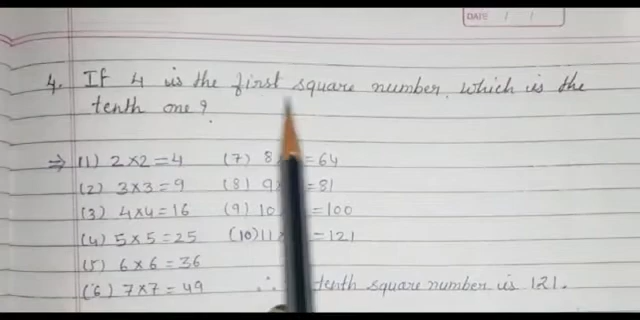 DATE / /
4. If 4 is the first square number, which is the
tenth one?
⇒ (1) 2×2=4 (7) 8 =64
(2) 3×3=9 (8) 9 =81
(3) 4×4=16 (9) 10 =100
(4) 5×5=25 (10) 11 =121
(5) 6×6=36
(6) 7×7=49 ∴ tenth square number is 121.